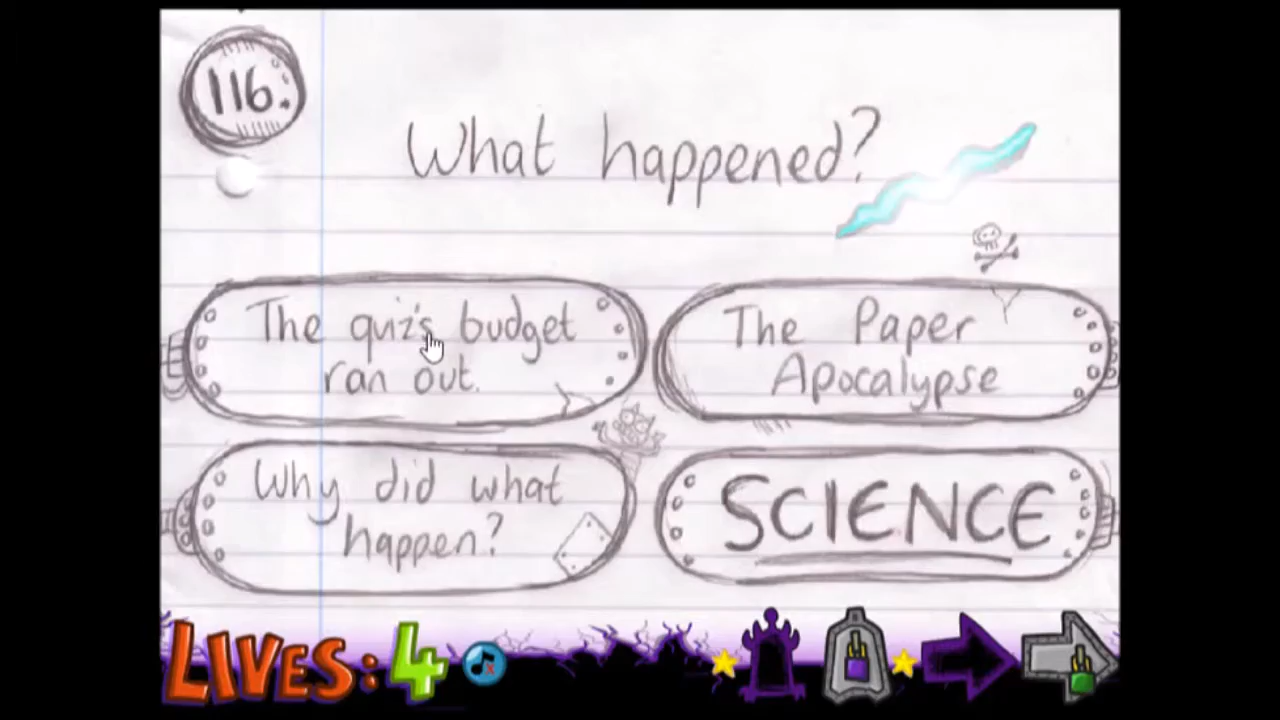 116.
What happened?
The quiz's budget
ran out.
The Paper
Apocalypse
Why did what
happen?
SCIENCE
LIVES: 4